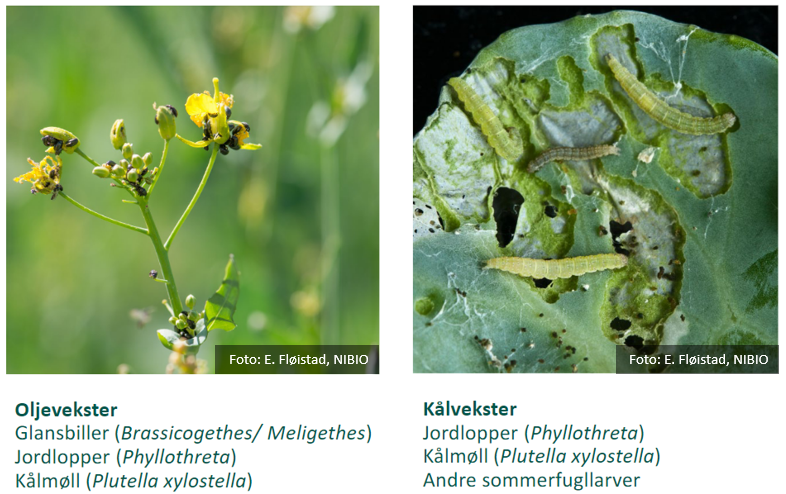 Foto: E. Fløistad, NIBIO
Foto: E. Fløistad, NIBIO
Oljevekster
Glansbiller (Brassicogethes/ Meligethes)
Jordlopper (Phyllothreta)
Kålmøll (Plutella xylostella)
Kålvekster
Jordlopper (Phyllothreta)
Kålmøll (Plutella xylostella)
Andre sommerfugllarver